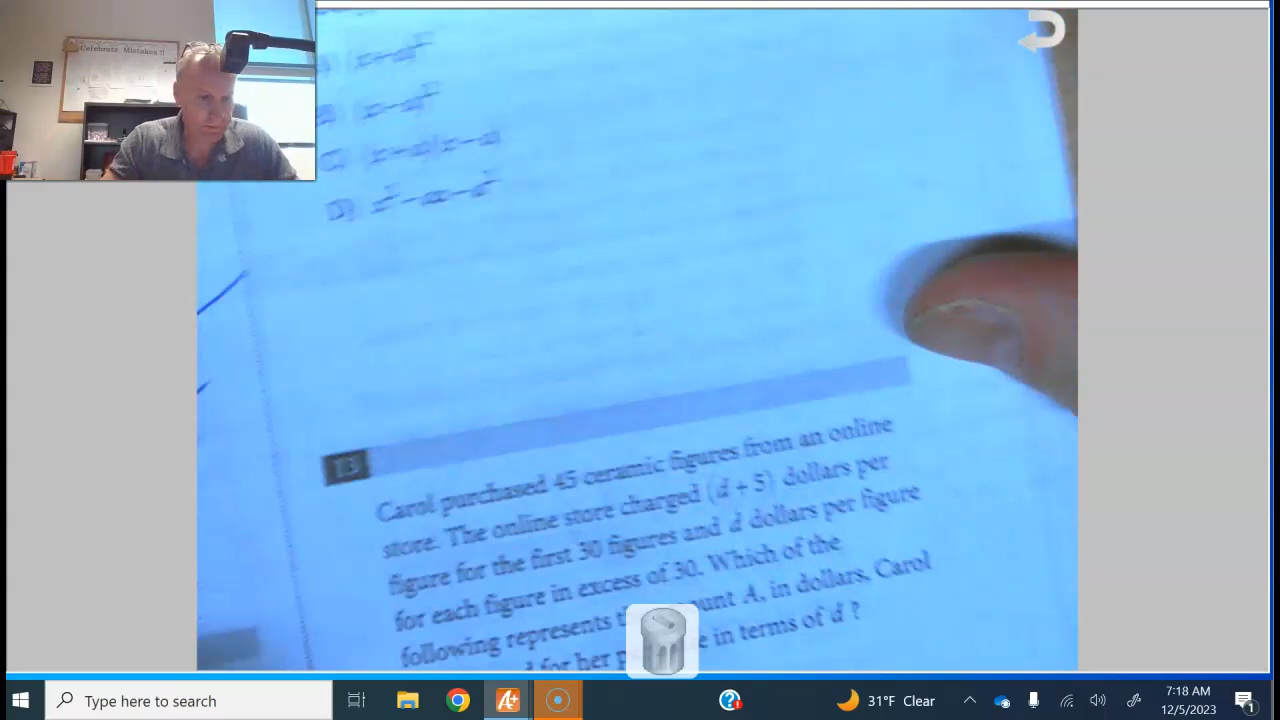 Celebrate Mistakes !!
13
Carol purchased 45 ceramic figures from an online
store. The online store charged (d + 5) dollars per
figure for the first 30 figures and d dollars per figure
for each figure in excess of 30. Which of the
following represents A, in dollars, Carol
for her in terms of d ?
Type here to search
31°F Clear
7:18 AM
12/5/2023
1